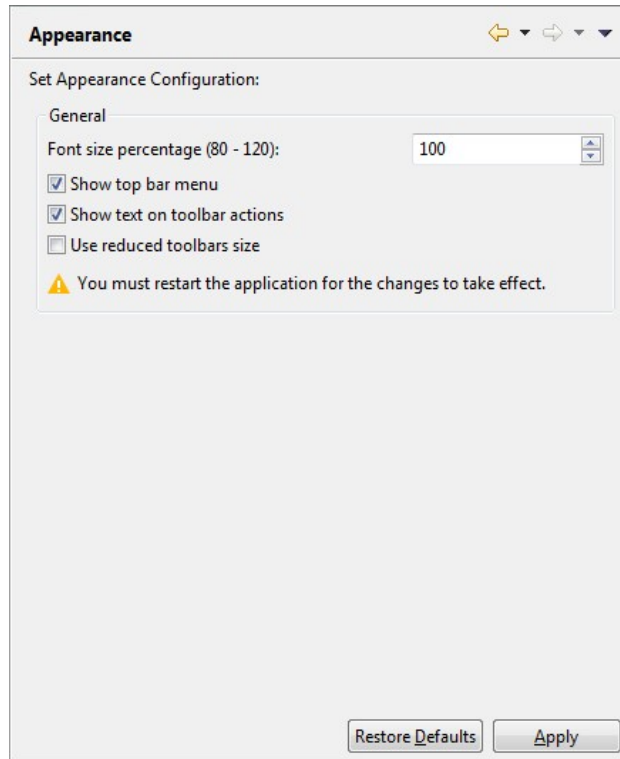 Appearance
Set Appearance Configuration:
General
Font size percentage (80 - 120): 100
Show top bar menu
Show text on toolbar actions
Use reduced toolbars size
You must restart the application for the changes to take effect.
Restore Defaults Apply